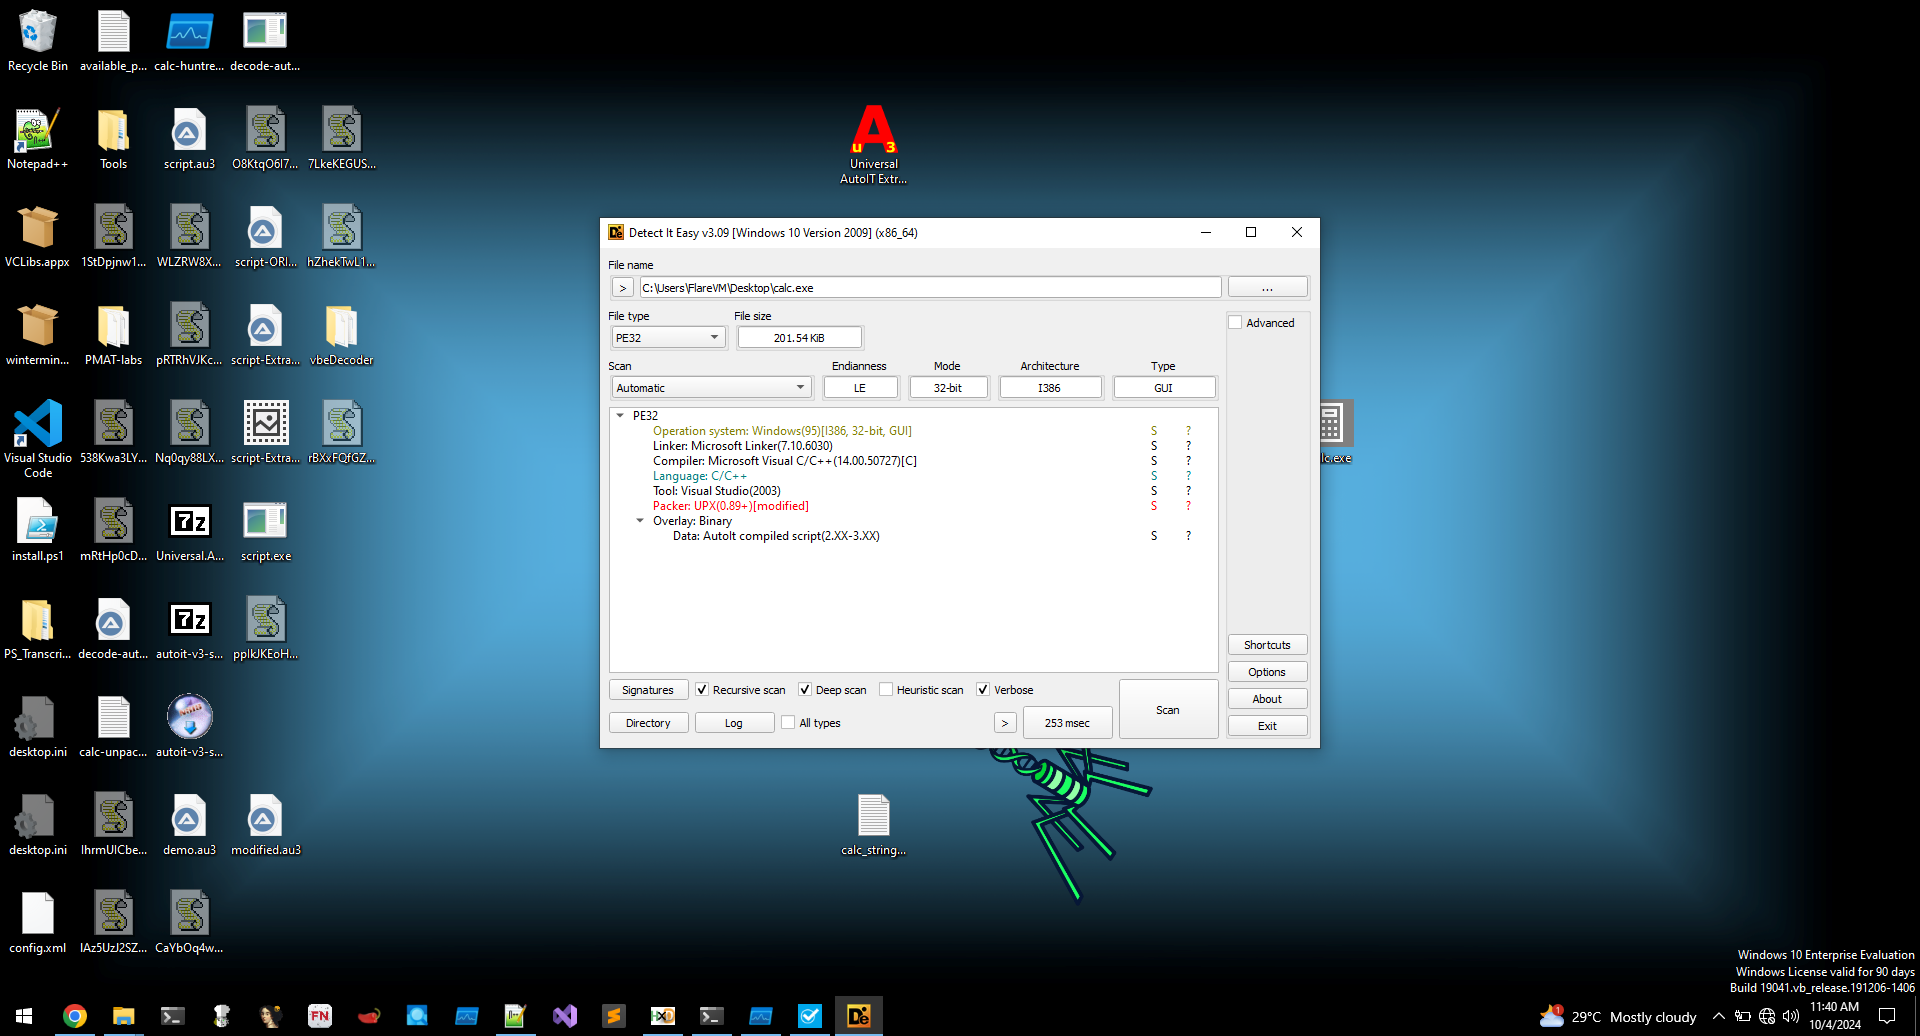 Recycle Bin
available_p...
calc-huntre...
decode-aut...
Notepad++
Tools
script.au3
O8KtqO6I7...
7LkeKEGUS...
VCLibs.appx
1StDpjnw1...
WLZRW8X...
script-ORI...
hZhekTwL1...
wintermin...
PMAT-labs
pRTRhVJKc...
script-Extra...
vbeDecoder
Visual Studio
Code
538Kwa3LY...
Nq0qy88LX...
script-Extra...
rBXxFQfGZ...
install.ps1
mRtHp0cD...
Universal.A...
script.exe
PS_Transcri...
decode-aut...
autoit-v3-s...
ppIkJKEoH...
desktop.ini
calc-unpac...
autoit-v3-s...
desktop.ini
IhrmUICbe...
demo.au3
modified.au3
config.xml
IAz5UzJ2SZ...
CaYbOq4w...
A
u 3
Universal
AutoIT Extr...
lc.exe
calc_string...
Detect It Easy v3.09 [Windows 10 Version 2009] (x86_64)
File name
> C:\Users\FlareVM\Desktop\calc.exe ...
File type File size Advanced
PE32 201.54 KiB
Scan Endianness Mode Architecture Type
Automatic LE 32-bit I386 GUI
PE32
Operation system: Windows(95)[I386, 32-bit, GUI] S ?
Linker: Microsoft Linker(7.10.6030) S ?
Compiler: Microsoft Visual C/C++(14.00.50727)[C] S ?
Language: C/C++ S ?
Tool: Visual Studio(2003) S ?
Packer: UPX(0.89+)[modified] S ?
Overlay: Binary
Data: AutoIt compiled script(2.XX-3.XX) S ?
Shortcuts
Options
About
Exit
Signatures Recursive scan Deep scan Heuristic scan Verbose
Scan
Directory Log All types > 253 msec
Windows 10 Enterprise Evaluation
Windows License valid for 90 days
Build 19041.vb_release.191206-1406
FN
29°C Mostly cloudy
11:40 AM
10/4/2024